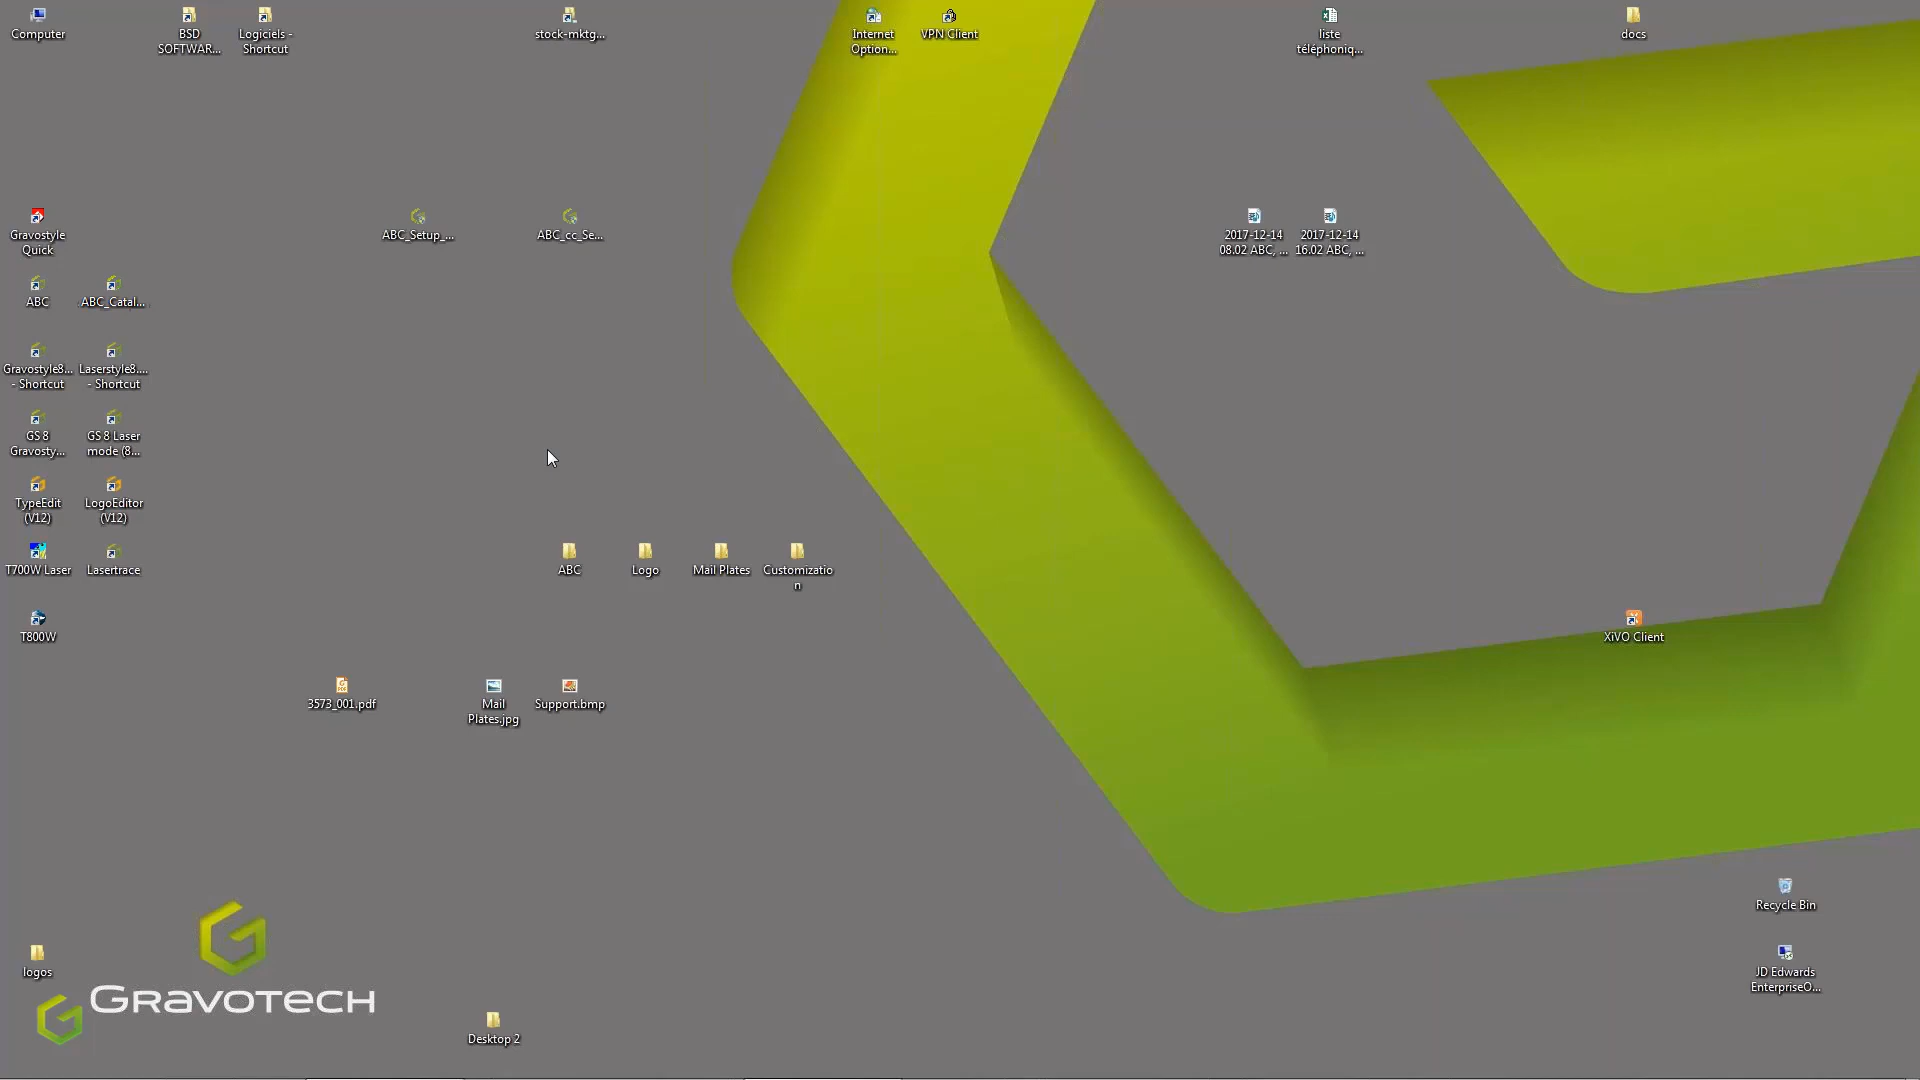 Computer
BSD
SOFTWAR...
Logiciels -
Shortcut
stock-mktg...
Internet
Option...
VPN Client
liste
téléphoniq...
docs
Gravostyle
Quick
ABC_Setup_...
ABC_cc_Se...
2017-12-14
08.02 ABC, ...
2017-12-14
16.02 ABC, ...
ABC
ABC_Catal...
Gravostyle8...
- Shortcut
Laserstyle8....
- Shortcut
GS 8
Gravosty...
GS 8 Laser
mode (8...
TypeEdit
(V12)
LogoEditor
(V12)
T700W Laser
Lasertrace
ABC
Logo
Mail Plates
Customizatio
n
T800W
XiVO Client
3573_001.pdf
Mail
Plates.jpg
Support.bmp
Recycle Bin
logos
JD Edwards
EnterpriseO...
GRAVOTECH
Desktop 2